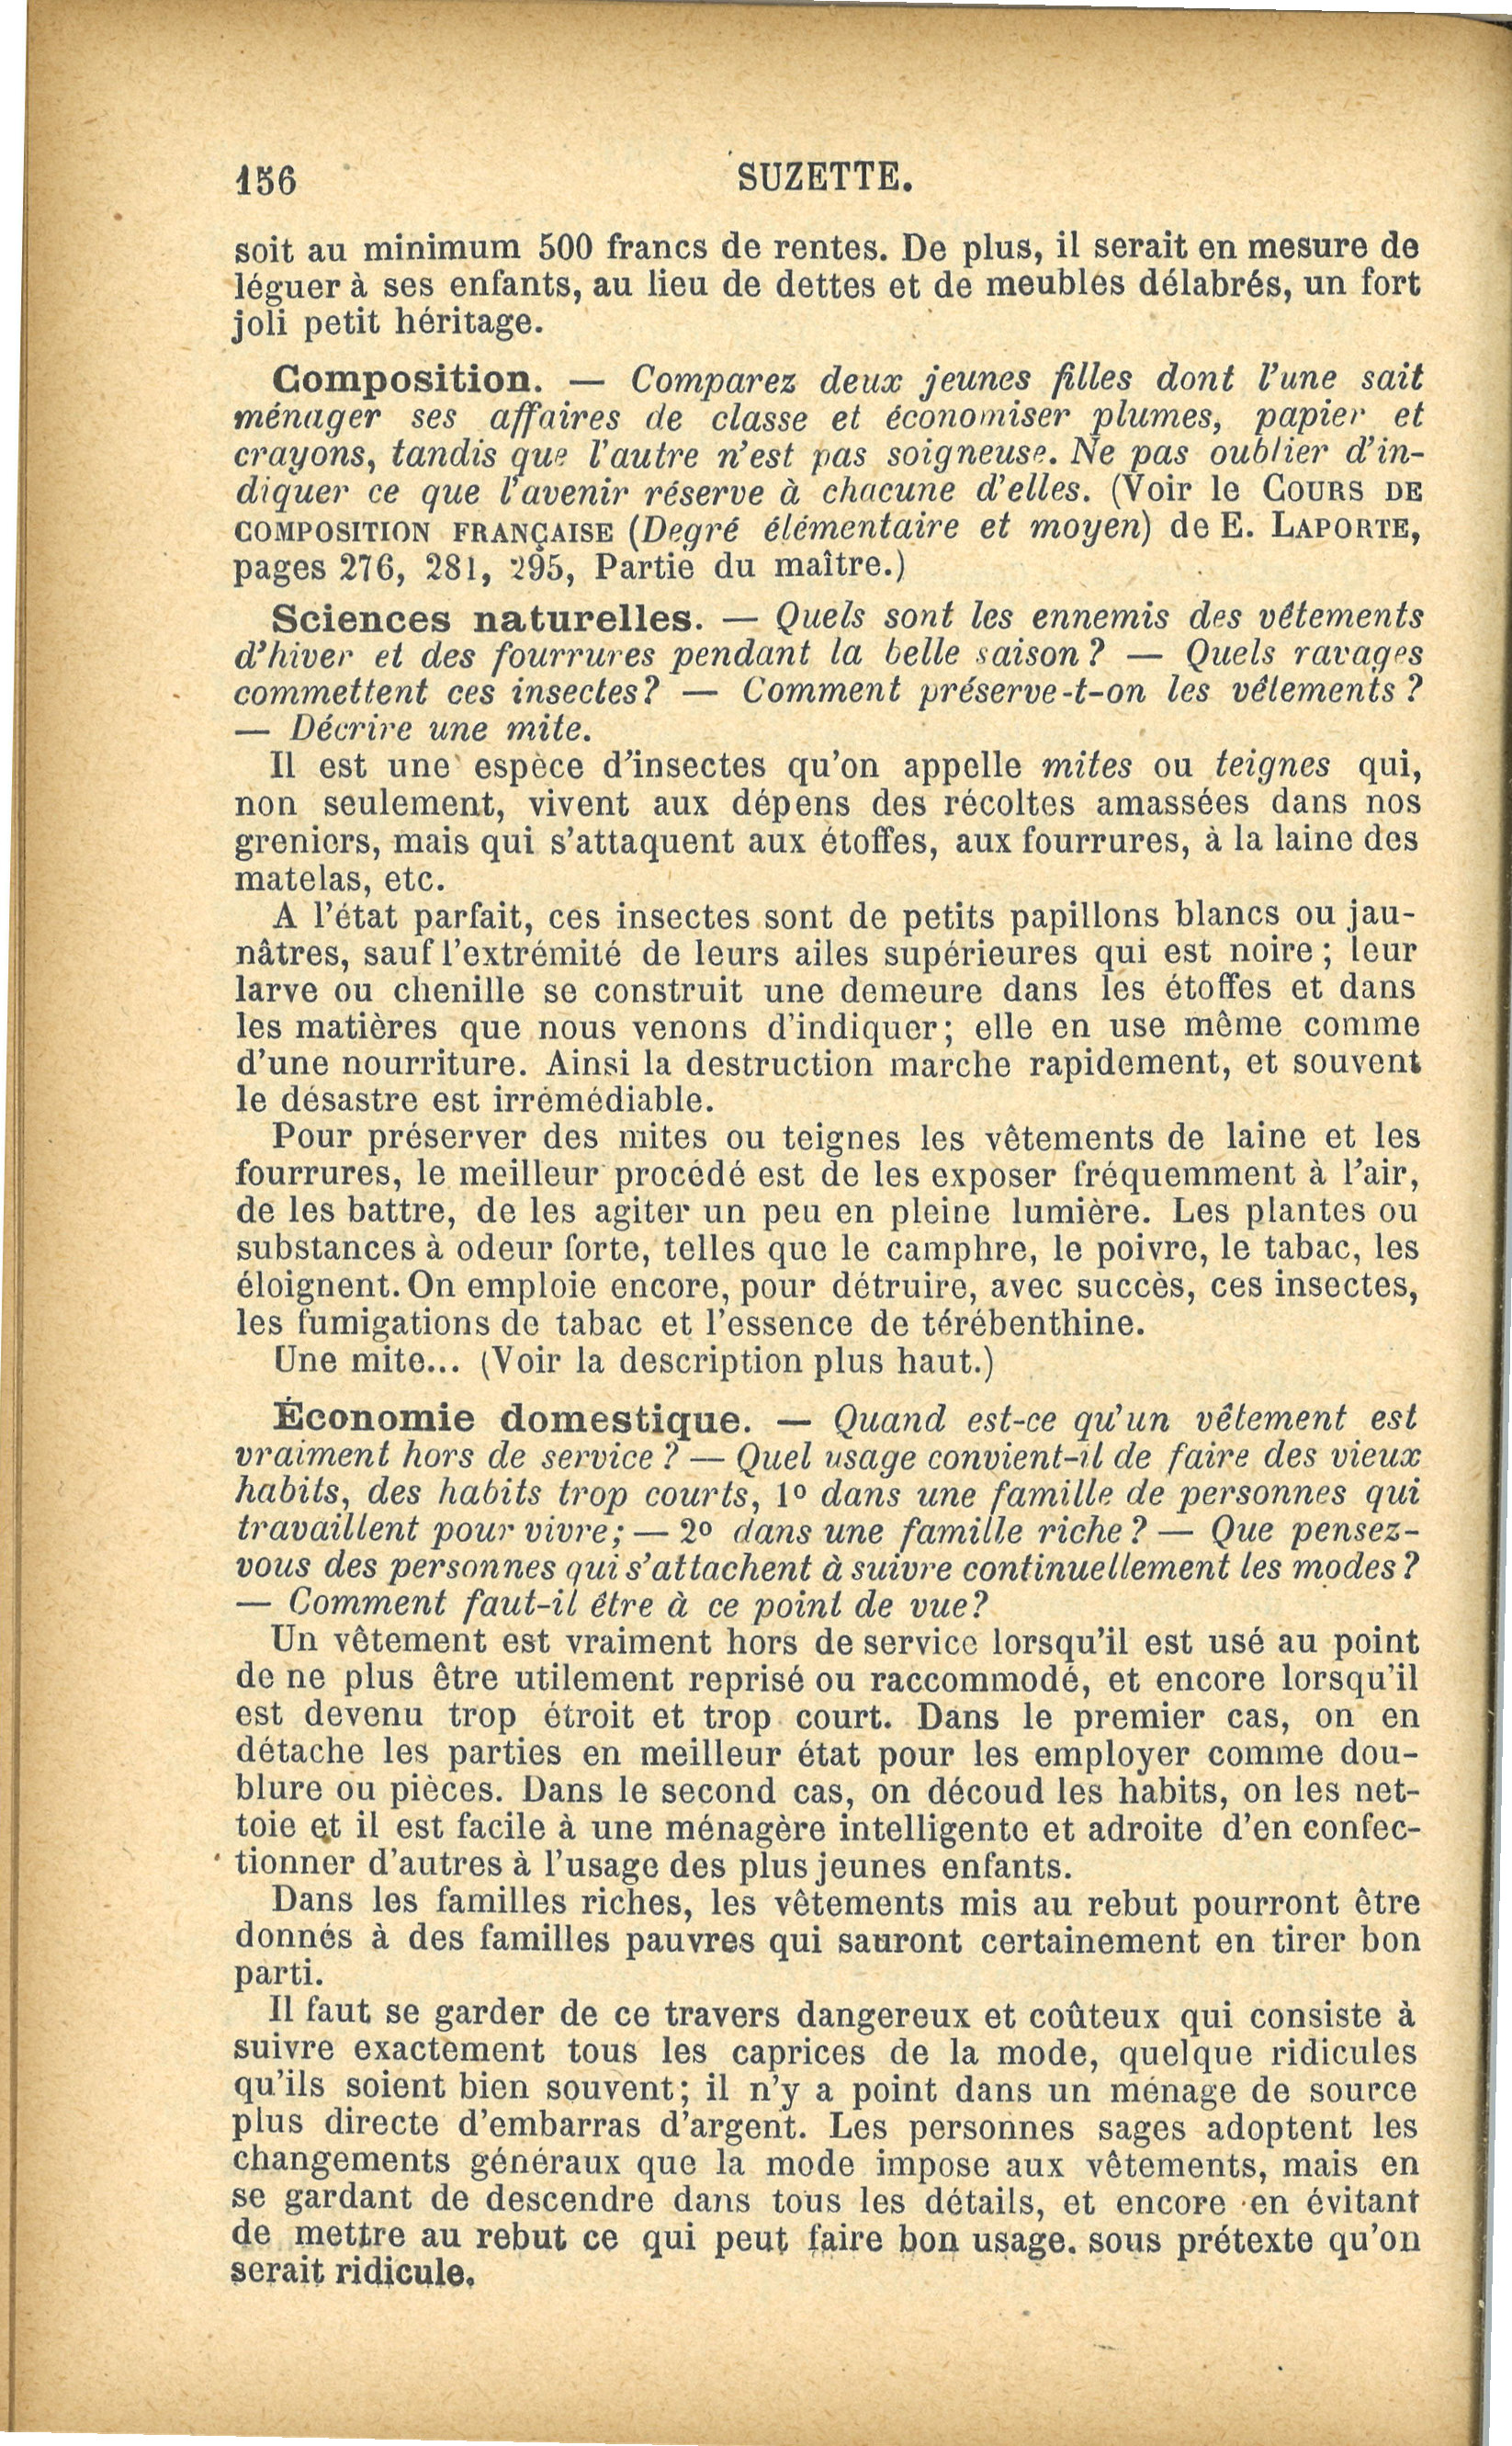 156 SUZETTE.
soit au minimum 500 francs de rentes. De plus, il serait en mesure de
léguer à ses enfants, au lieu de dettes et de meubles délabrés, un fort
joli petit héritage.
Composition. — Comparez deux jeunes filles dont l'une sait
ménager ses affaires de classe et économiser plumes, papier et
crayons, tandis que l'autre n'est pas soigneuse. Ne pas oublier d'in-
diquer ce que l'avenir réserve à chacune d'elles. (Voir le COURS DE
COMPOSITION FRANÇAISE (Degré élémentaire et moyen) de E. LAPORTE,
pages 276, 281, 295, Partie du maître.)
Sciences naturelles. — Quels sont les ennemis des vêtements
d'hiver et des fourrures pendant la belle saison? — Quels ravages
commettent ces insectes? — Comment préserve-t-on les vêtements?
— Décrire une mite.
Il est une espèce d'insectes qu'on appelle mites ou teignes qui,
non seulement, vivent aux dépens des récoltes amassées dans nos
greniers, mais qui s'attaquent aux étoffes, aux fourrures, à la laine des
matelas, etc.
A l'état parfait, ces insectes sont de petits papillons blancs ou jau-
nâtres, sauf l'extrémité de leurs ailes supérieures qui est noire; leur
larve ou chenille se construit une demeure dans les étoffes et dans
les matières que nous venons d'indiquer; elle en use même comme
d'une nourriture. Ainsi la destruction marche rapidement, et souvent
le désastre est irrémédiable.
Pour préserver des mites ou teignes les vêtements de laine et les
fourrures, le meilleur procédé est de les exposer fréquemment à l'air,
de les battre, de les agiter un peu en pleine lumière. Les plantes ou
substances à odeur forte, telles que le camphre, le poivre, le tabac, les
éloignent. On emploie encore, pour détruire, avec succès, ces insectes,
les fumigations de tabac et l'essence de térébenthine.
Une mite... (Voir la description plus haut.)
Économie domestique. — Quand est-ce qu'un vêtement est
vraiment hors de service? — Quel usage convient-il de faire des vieux
habits, des habits trop courts, 1º dans une famille de personnes qui
travaillent pour vivre; — 2º dans une famille riche? — Que pensez-
vous des personnes qui s'attachent à suivre continuellement les modes?
— Comment faut-il être à ce point de vue?
Un vêtement est vraiment hors de service lorsqu'il est usé au point
de ne plus être utilement reprisé ou raccommodé, et encore lorsqu'il
est devenu trop étroit et trop court. Dans le premier cas, on en
détache les parties en meilleur état pour les employer comme dou-
blure ou pièces. Dans le second cas, on découd les habits, on les net-
toie et il est facile à une ménagère intelligente et adroite d'en confec-
tionner d'autres à l'usage des plus jeunes enfants.
Dans les familles riches, les vêtements mis au rebut pourront être
donnés à des familles pauvres qui sauront certainement en tirer bon
parti.
Il faut se garder de ce travers dangereux et coûteux qui consiste à
suivre exactement tous les caprices de la mode, quelque ridicules
qu'ils soient bien souvent; il n'y a point dans un ménage de source
plus directe d'embarras d'argent. Les personnes sages adoptent les
changements généraux que la mode impose aux vêtements, mais en
se gardant de descendre dans tous les détails, et encore en évitant
de mettre au rebut ce qui peut faire bon usage. sous prétexte qu'on
serait ridicule.